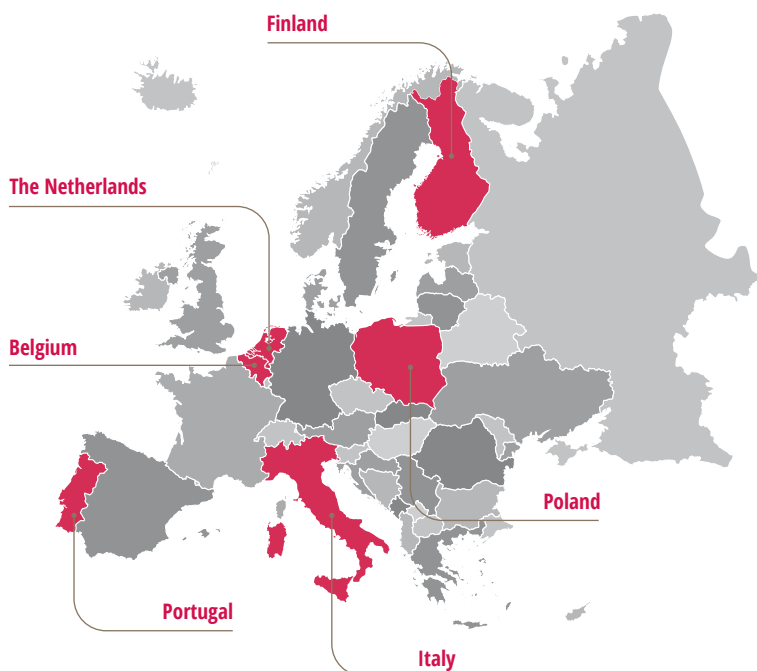 Finland
The Netherlands
Belgium
Poland
Portugal
Italy